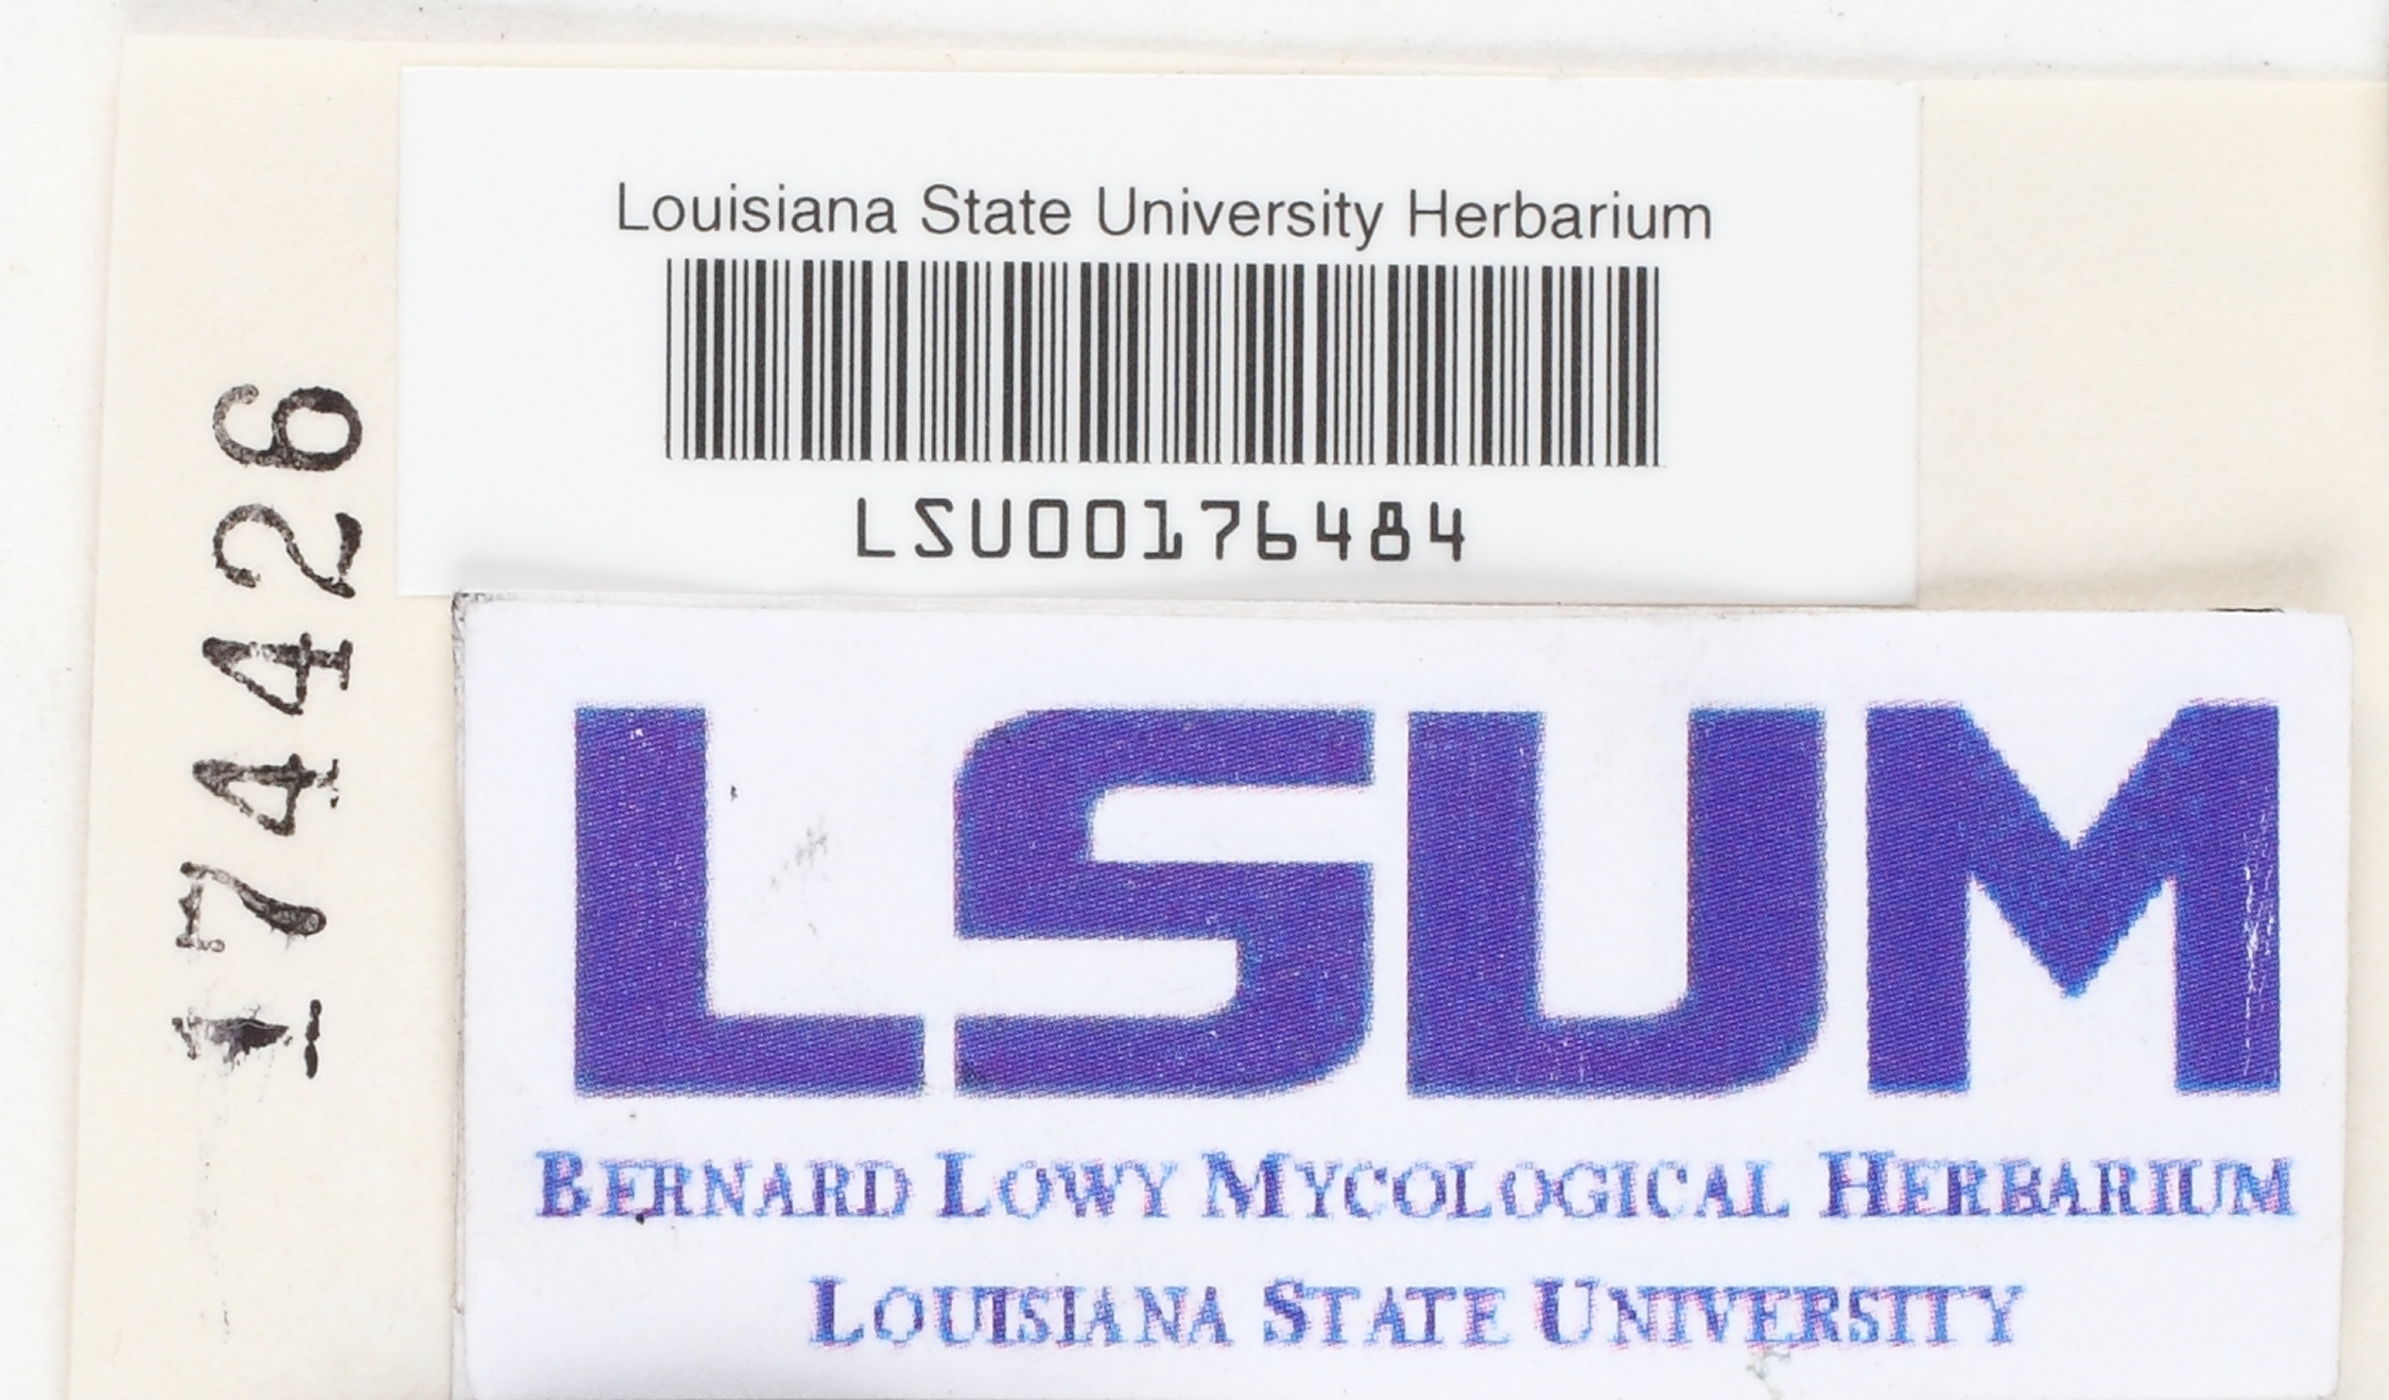 Louisiana State University Herbarium
LSU00176484
174426
LSUM
BERNARD LOWY MYCOLOGICAL HERBARIUM
LOUISIANA STATE UNIVERSITY